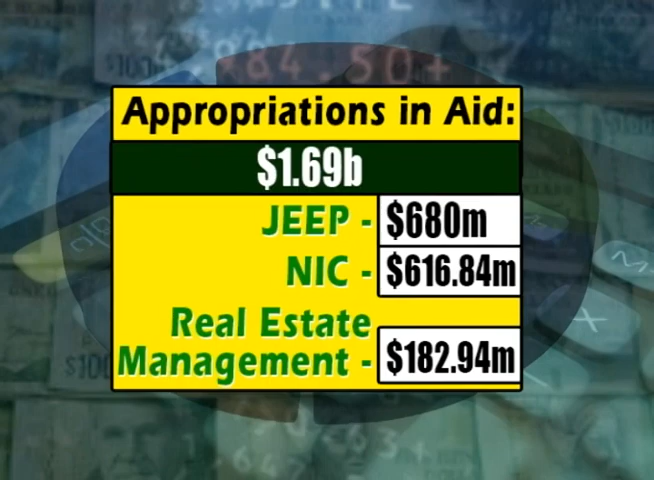 Appropriations in Aid:
$1.69b
JEEP - $680m
NIC - $616.84m
Real Estate
Management - $182.94m